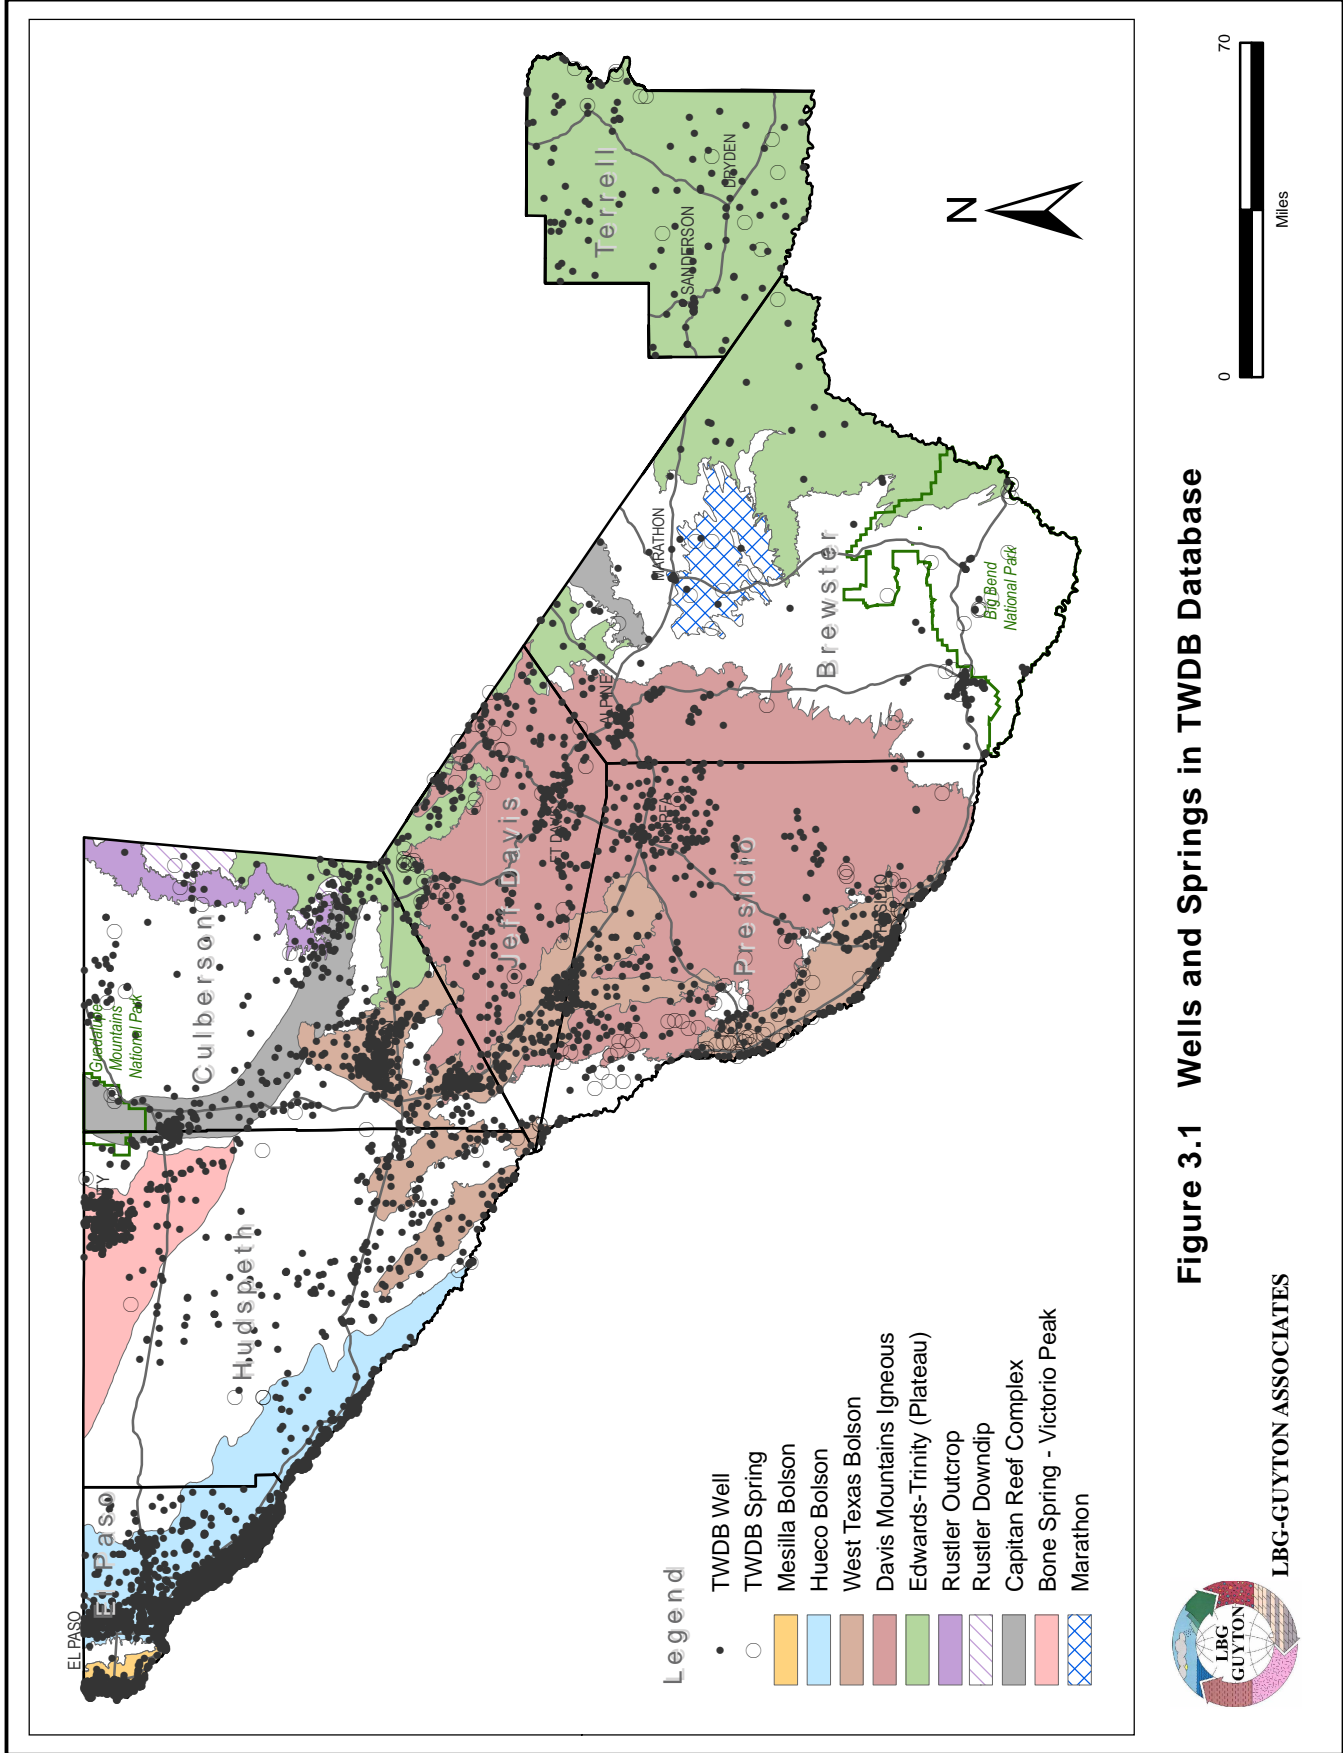 EL PASO
El Paso
Hudspeth
TY
Guadalupe
Mountains
National Park
Culberson
Jeff Davis
FT DAVIS
ALPINE
MARFA
Presidio
PRESIDIO
MARATHON
Brewster
Big Bend
National Park
Terrell
SANDERSON
DRYDEN
N
Legend
TWDB Well
TWDB Spring
Mesilla Bolson
Hueco Bolson
West Texas Bolson
Davis Mountains Igneous
Edwards-Trinity (Plateau)
Rustler Outcrop
Rustler Downdip
Capitan Reef Complex
Bone Spring - Victorio Peak
Marathon
0 70
Miles
Figure 3.1 Wells and Springs in TWDB Database
LBG
GUYTON
LBG-GUYTON ASSOCIATES